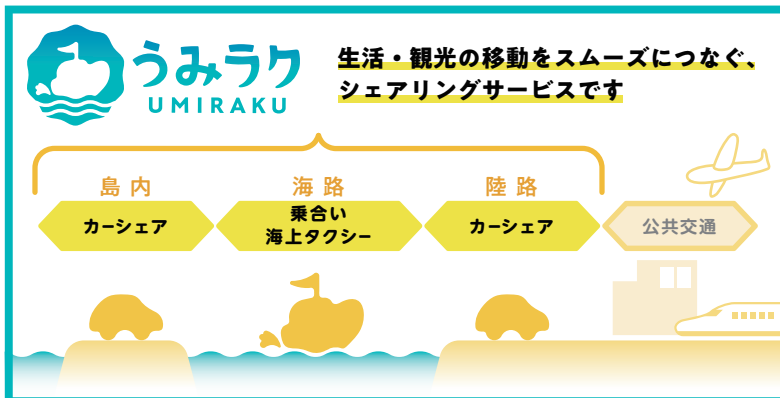 うみラク
UMIRAKU
生活・観光の移動をスムーズにつなぐ、
シェアリングサービスです
島内
海路
陸路
カーシェア
乗合い
海上タクシー
カーシェア
公共交通